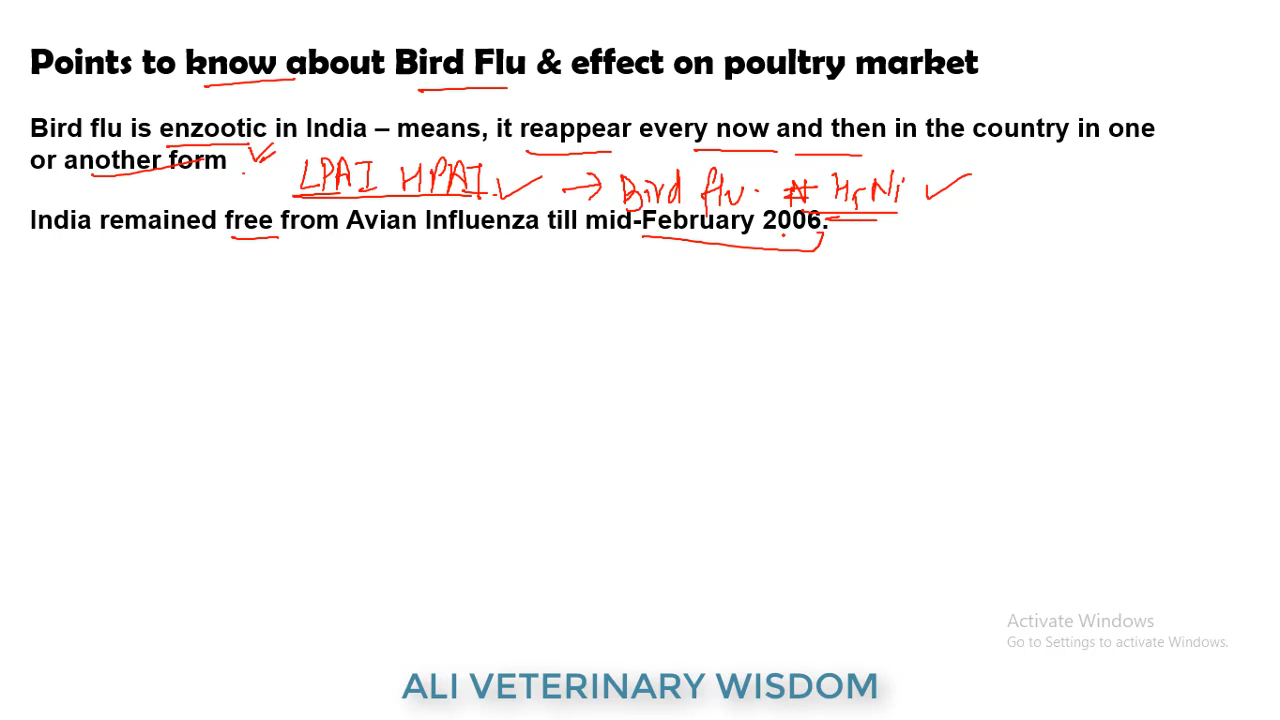 Points to know about Bird Flu & effect on poultry market
Bird flu is enzootic in India – means, it reappear every now and then in the country in one
or another form
LPAI HPAI → Bird flu. H5N1
India remained free from Avian Influenza till mid-February 2006.
Activate Windows
Go to Settings to activate Windows.
ALI VETERINARY WISDOM